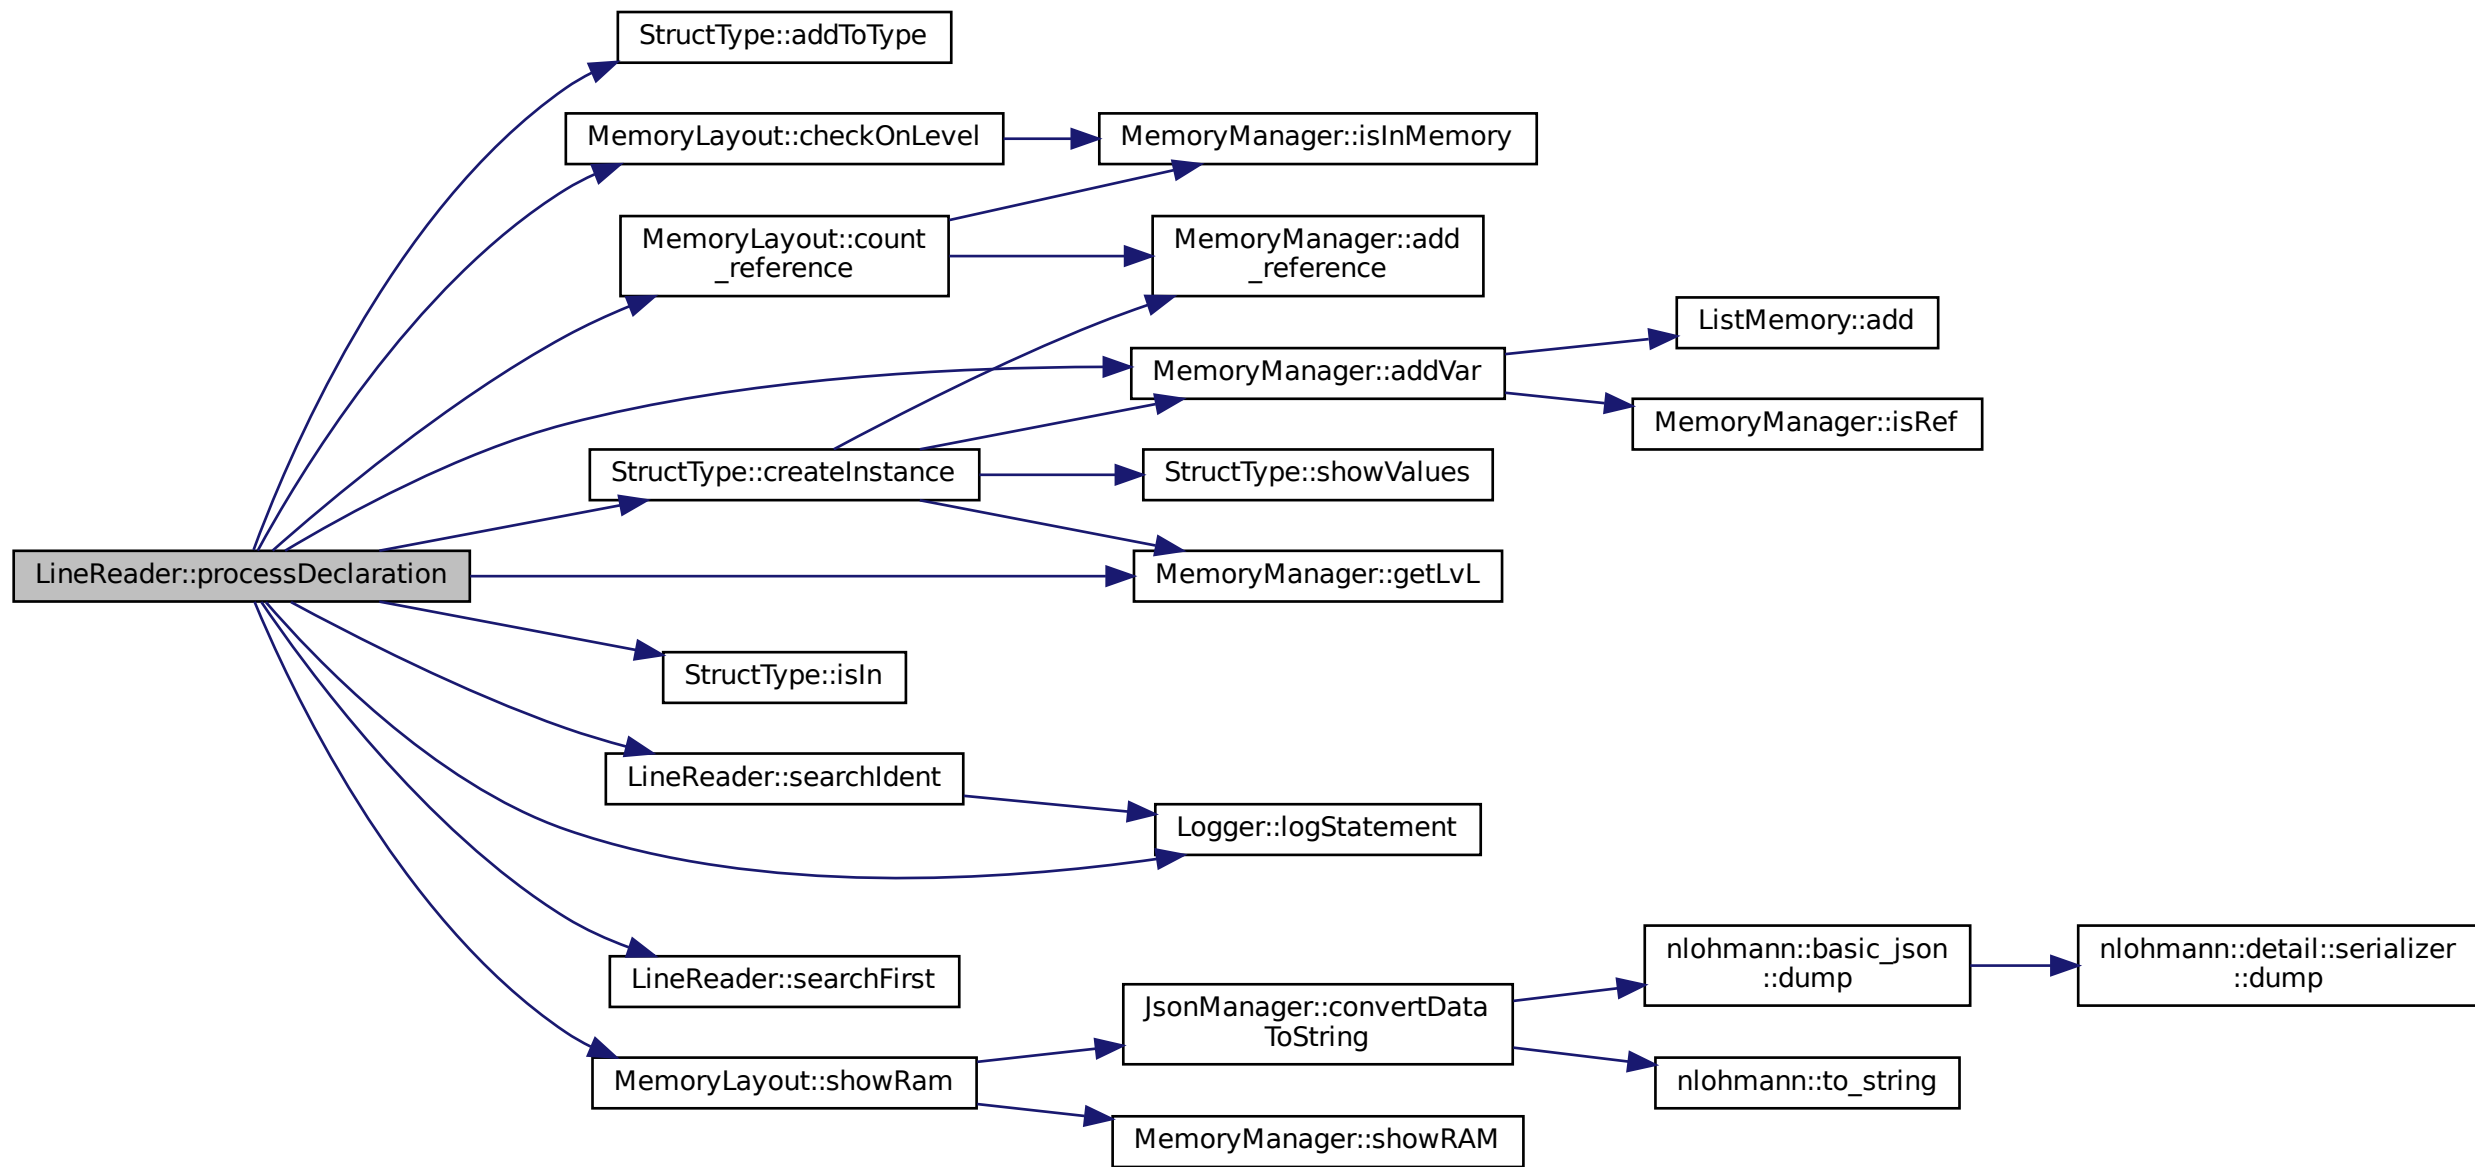 StructType::addToType
MemoryLayout::checkOnLevel
MemoryManager::isInMemory
MemoryLayout::count
_reference
MemoryManager::add
_reference
ListMemory::add
MemoryManager::addVar
MemoryManager::isRef
StructType::createInstance
StructType::showValues
LineReader::processDeclaration
MemoryManager::getLvL
StructType::isIn
LineReader::searchIdent
Logger::logStatement
LineReader::searchFirst
nlohmann::basic_json
::dump
nlohmann::detail::serializer
::dump
JsonManager::convertData
ToString
MemoryLayout::showRam
nlohmann::to_string
MemoryManager::showRAM